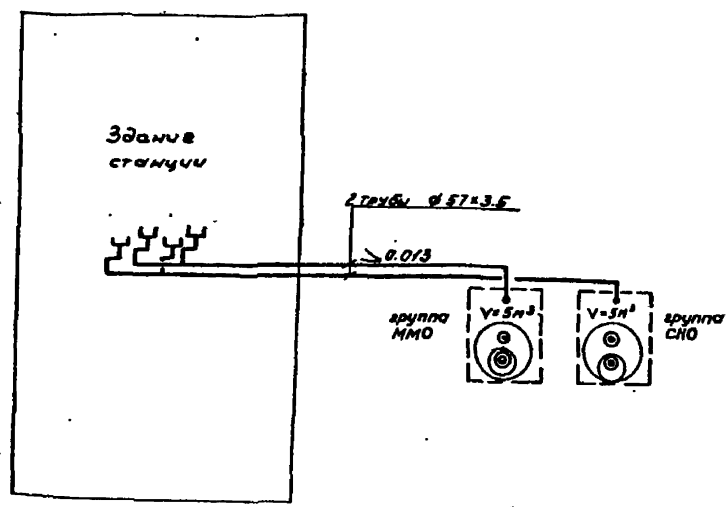 Здание
станции
2 трубы ф 57×3.5
0.013
группа
ММО
V=5м³
V=5м³
группа
СНО